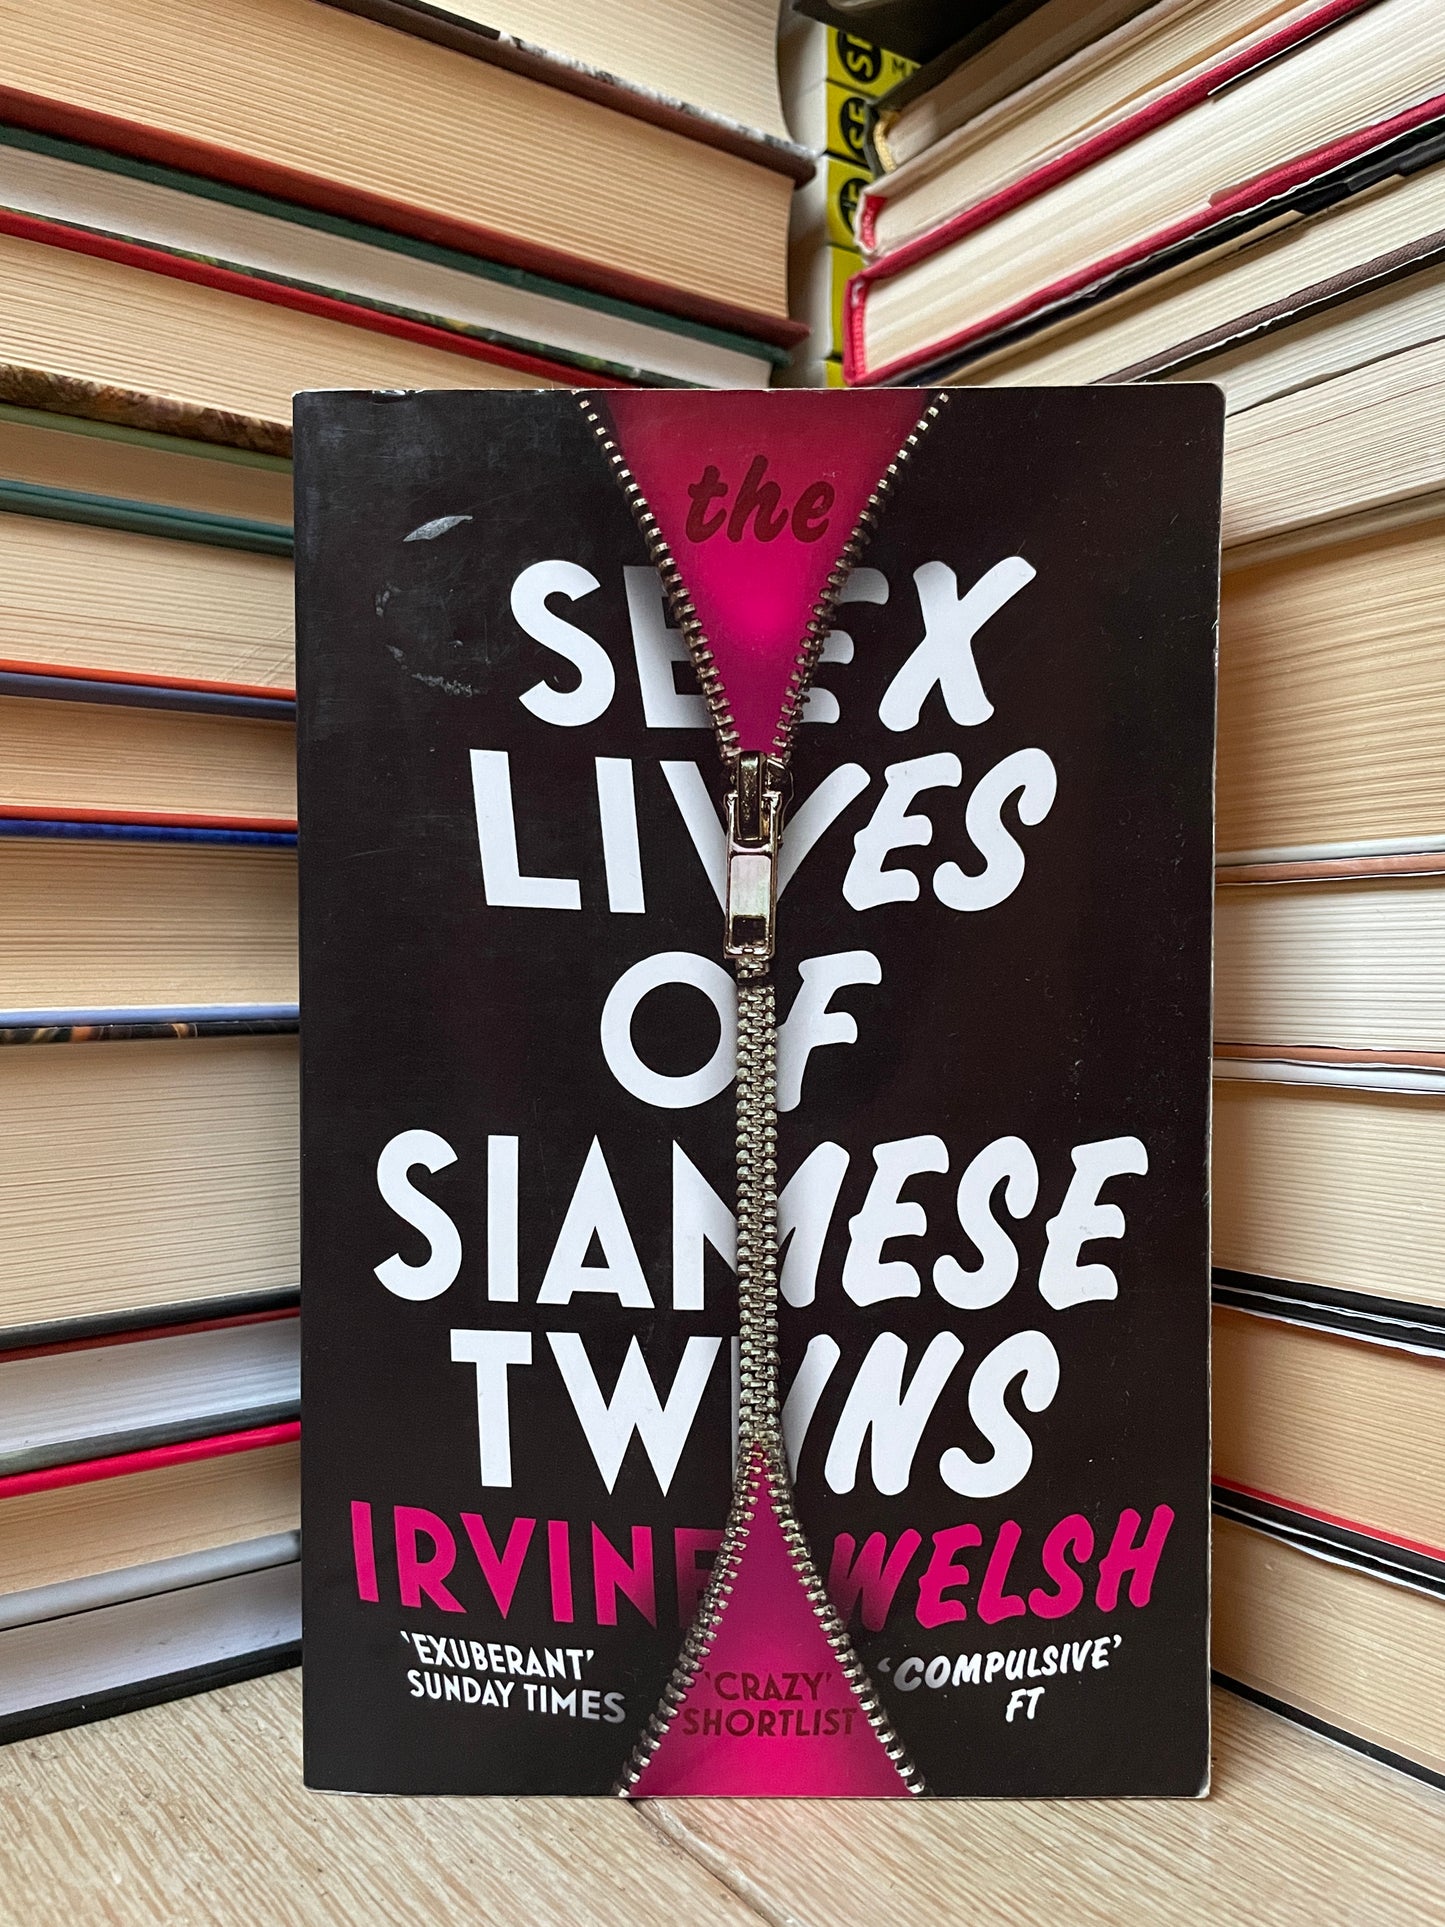 the
SEX
LIVES
OF
SIAMESE
TWINS
IRVINE WELSH
'EXUBERANT'
SUNDAY TIMES
'CRAZY'
SHORTLIST
'COMPULSIVE'
FT